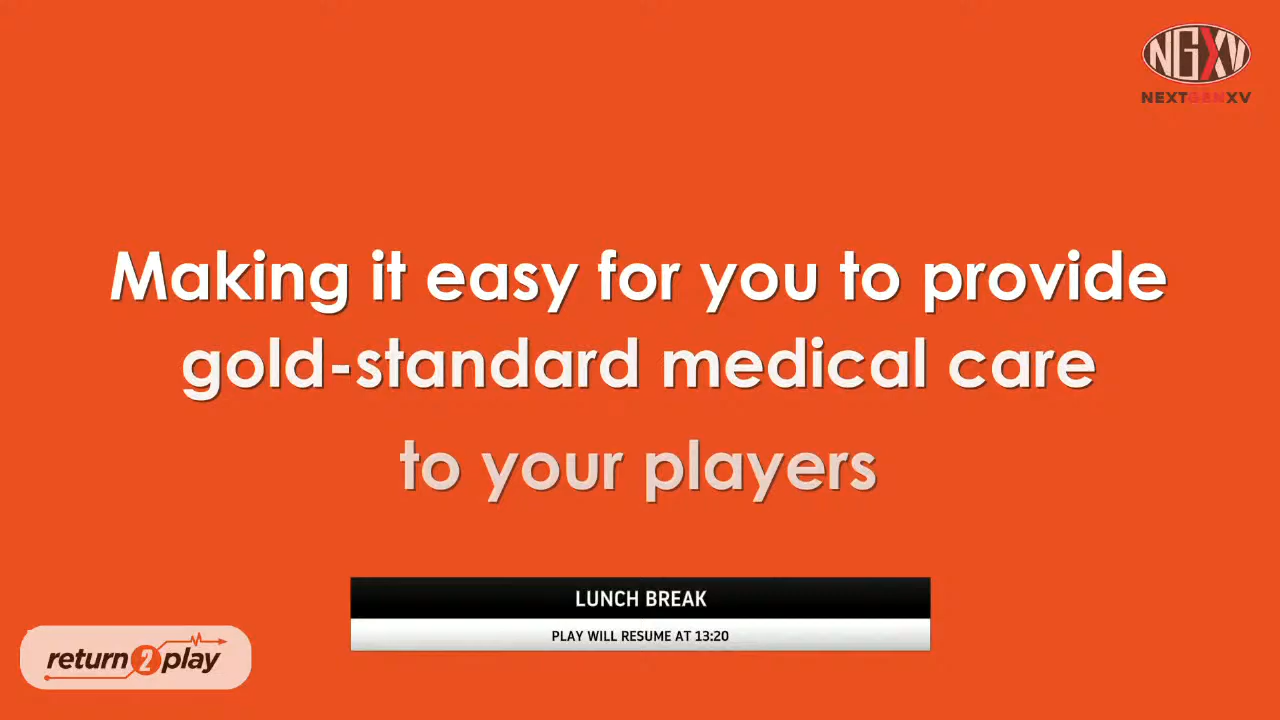 NGXV
NEXTGENXV
Making it easy for you to provide
gold-standard medical care
to your players
LUNCH BREAK
PLAY WILL RESUME AT 13:20
return2play